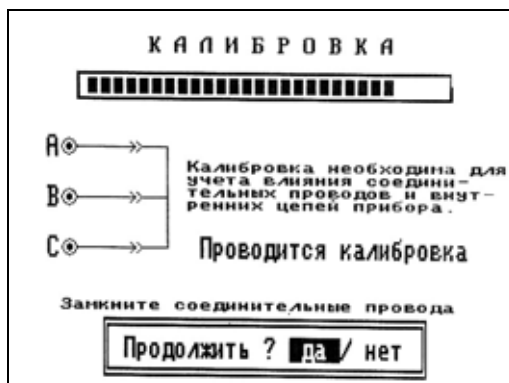 КАЛИБРОВКА
A
Калибровка необходима для
учета влияния соедини-
B
тельных проводов и внут-
ренних цепей прибора.
C
Проводится калибровка
Замкните соединительные провода
Продолжить ? да / нет